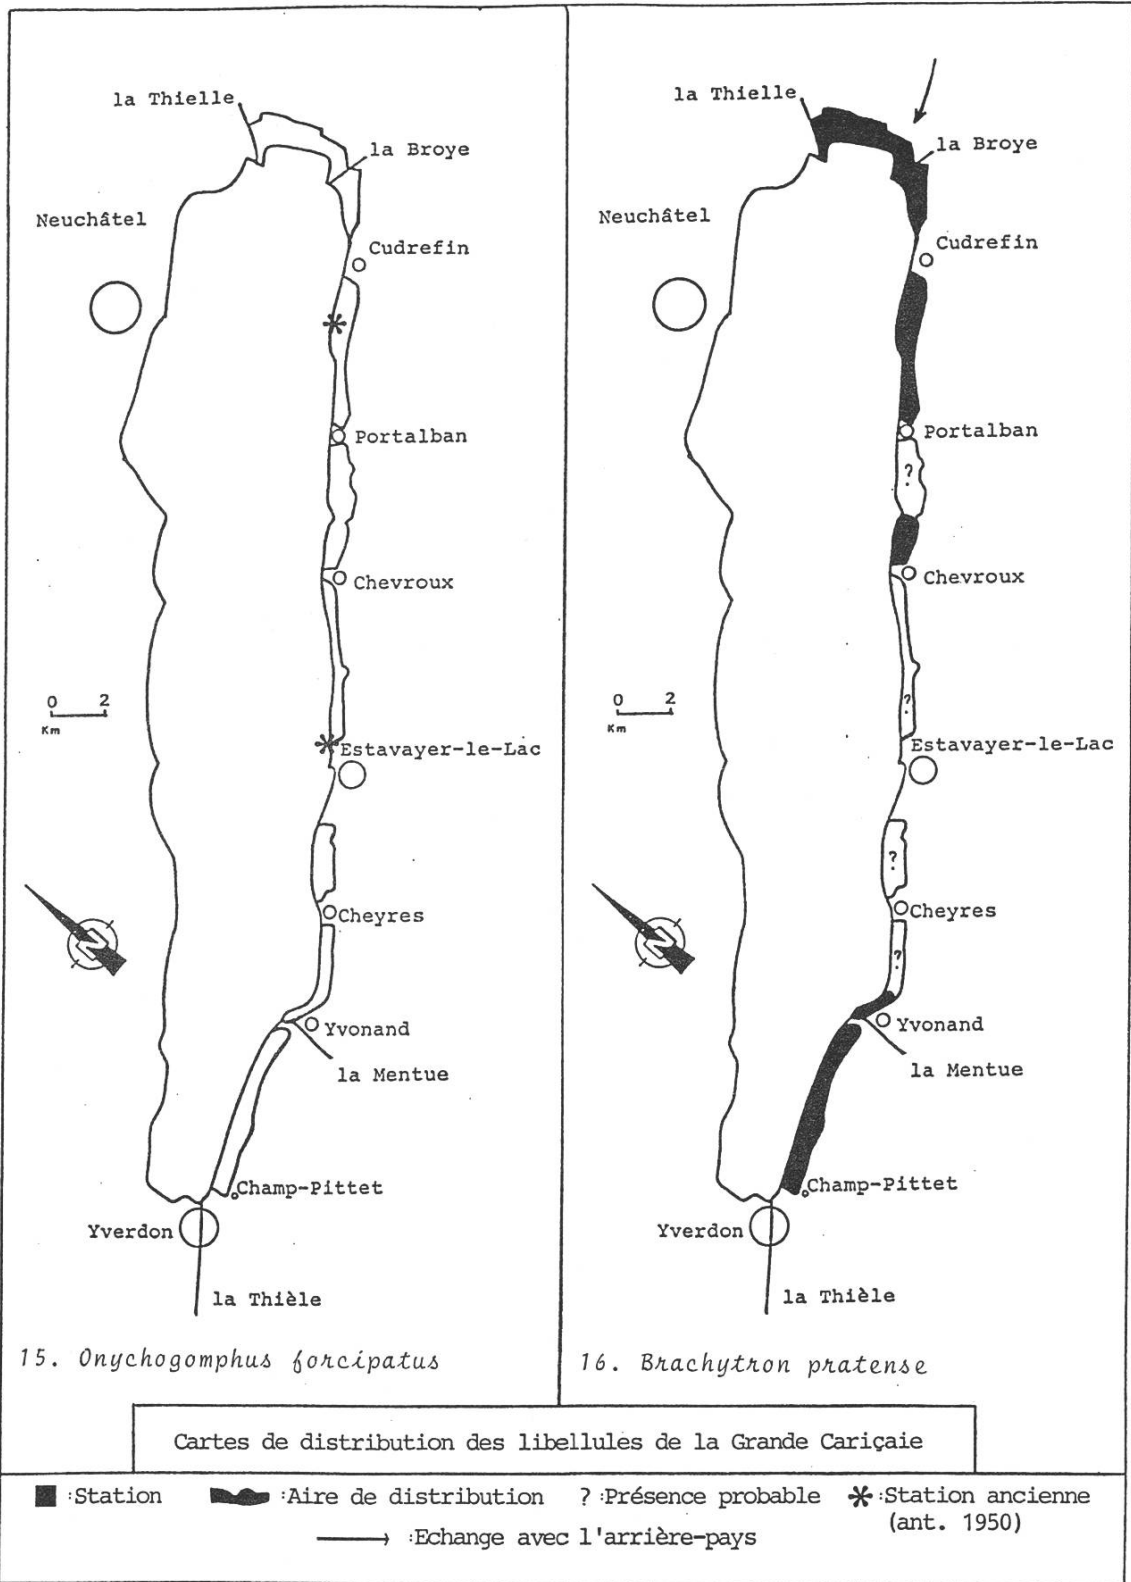 la Thielle
la Broye
Neuchâtel
Cudrefin
Portalban
Chevroux
0 2
Km
Estavayer-le-Lac
N
Cheyres
Yvonand
la Mentue
Champ-Pittet
Yverdon
la Thièle
15. Onychogomphus forcipatus
la Thielle
la Broye
Neuchâtel
Cudrefin
Portalban
?
Chevroux
?
0 2
Km
Estavayer-le-Lac
?
N
Cheyres
?
Yvonand
la Mentue
Champ-Pittet
Yverdon
la Thièle
16. Brachytron pratense
Cartes de distribution des libellules de la Grande Cariçaie
:Station :Aire de distribution ? :Présence probable :Station ancienne
(ant. 1950)
:Echange avec l'arrière-pays